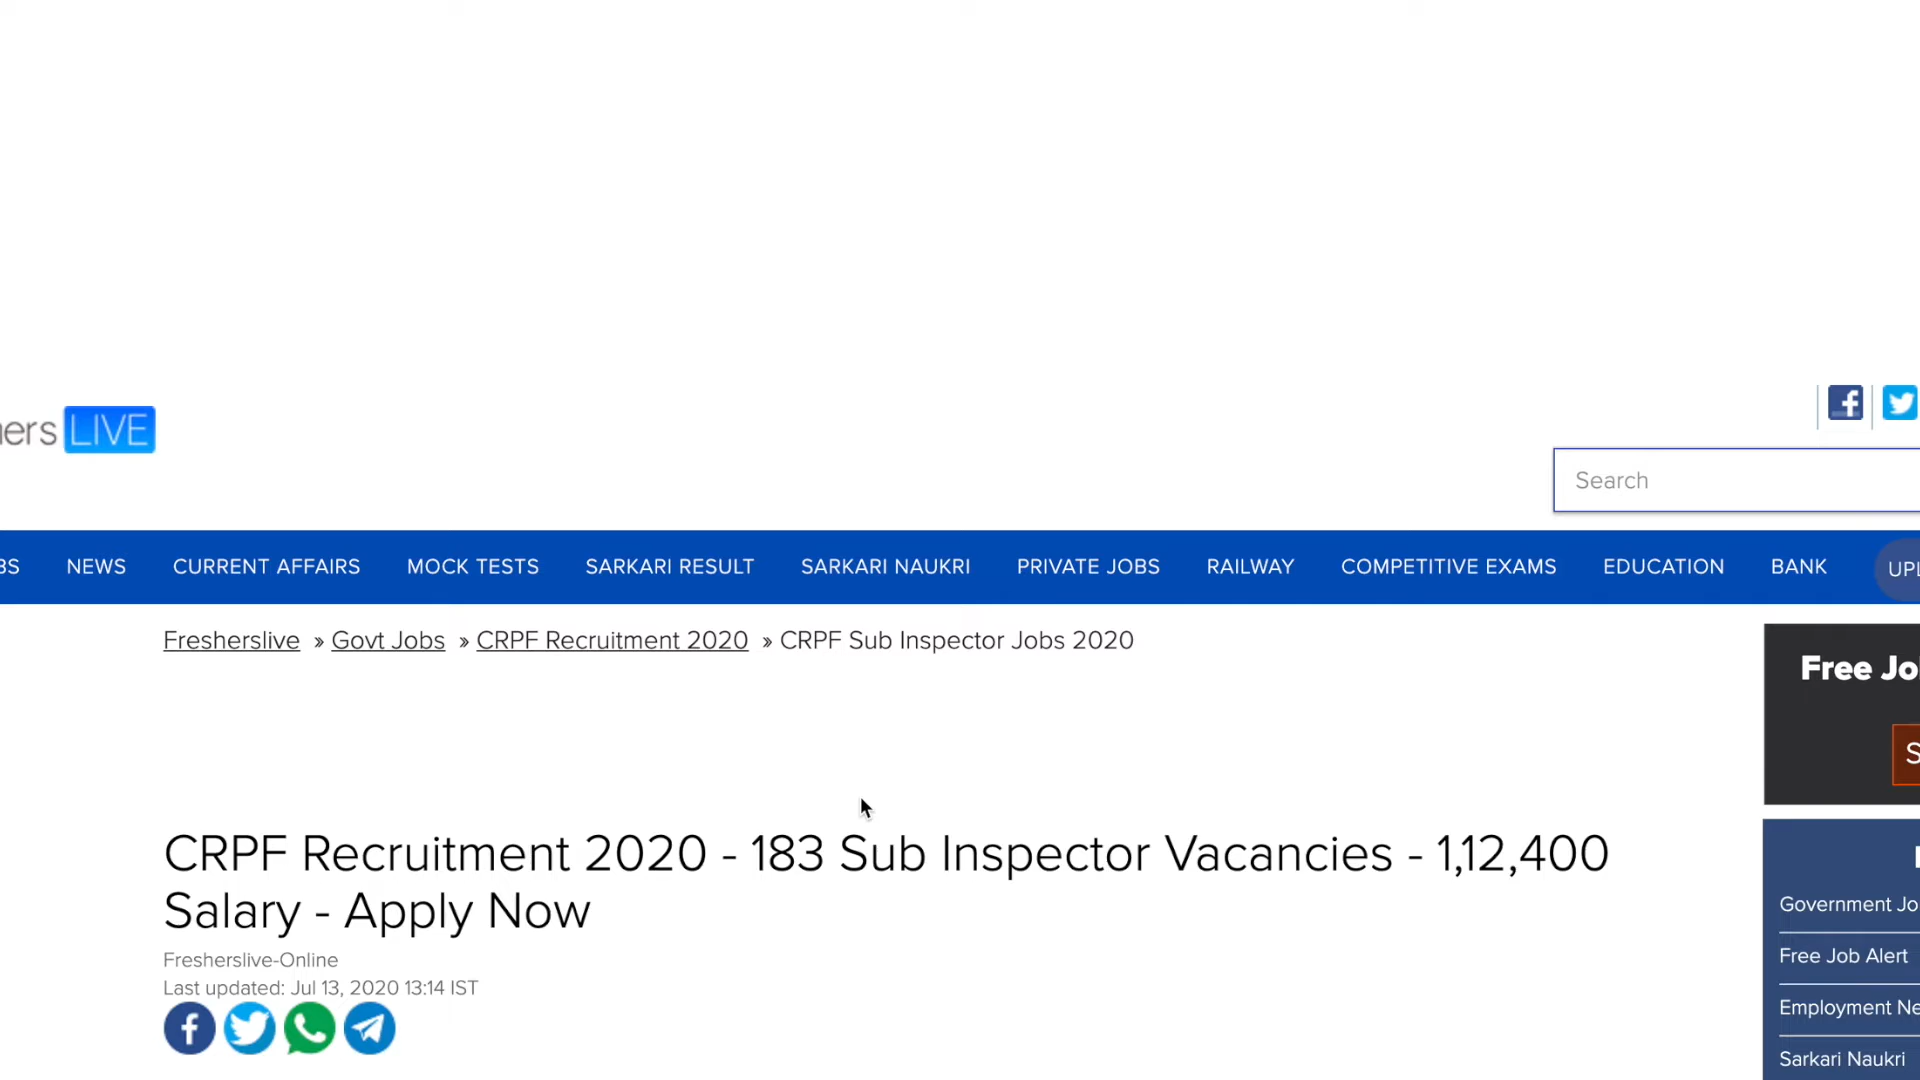 ers LIVE
Search
BS NEWS CURRENT AFFAIRS MOCK TESTS SARKARI RESULT SARKARI NAUKRI PRIVATE JOBS RAILWAY COMPETITIVE EXAMS EDUCATION BANK UPL
Fresherslive » Govt Jobs » CRPF Recruitment 2020 » CRPF Sub Inspector Jobs 2020
Free Jo
S
CRPF Recruitment 2020 - 183 Sub Inspector Vacancies - 1,12,400
Salary - Apply Now
Fresherslive-Online
Last updated: Jul 13, 2020 13:14 IST
Government Jo
Free Job Alert
Employment Ne
Sarkari Naukri